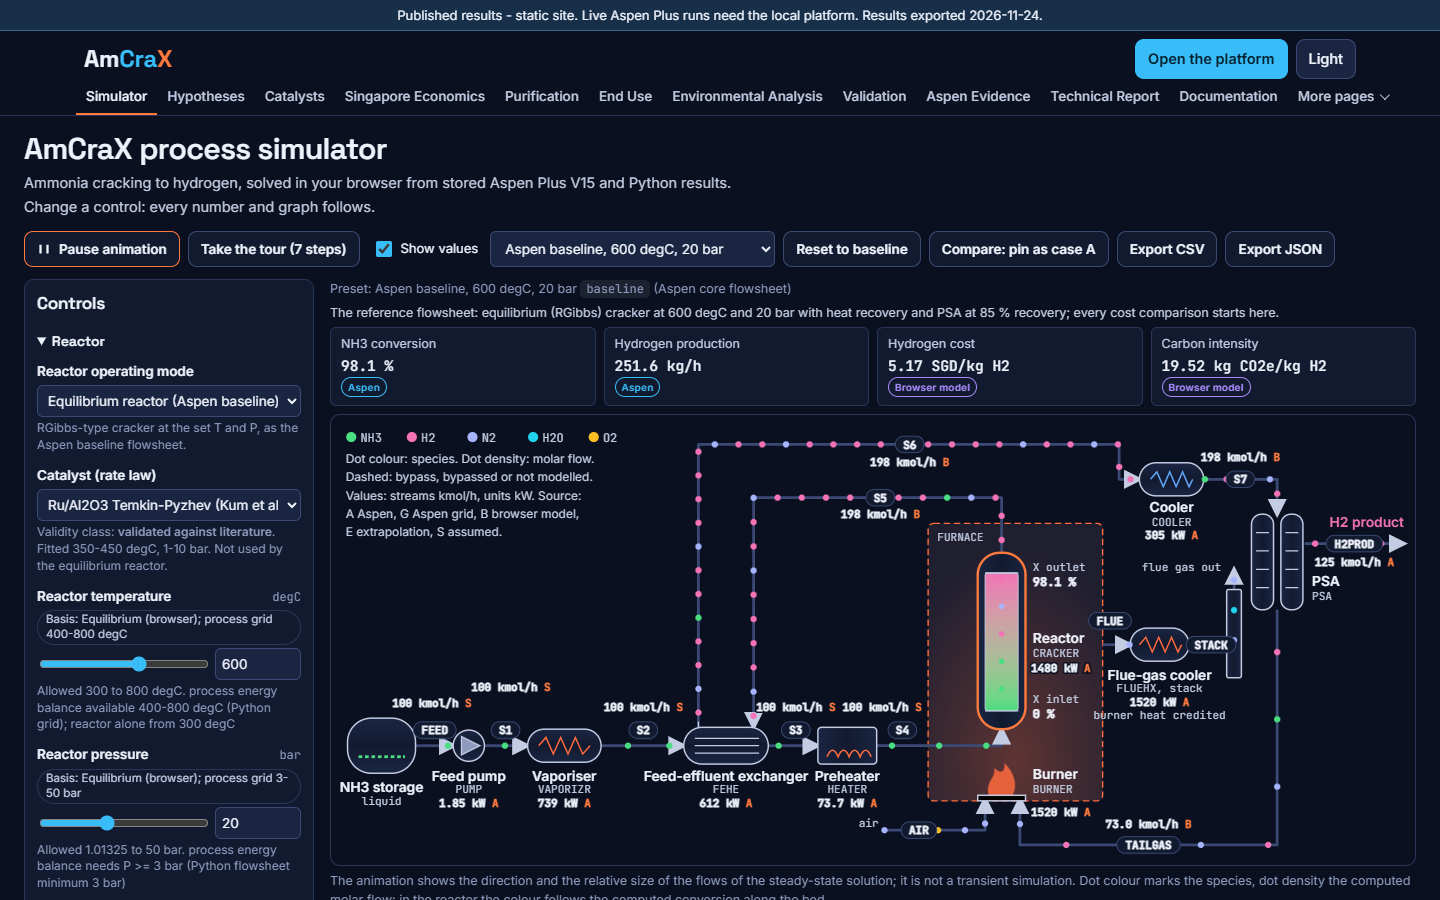 Published results - static site. Live Aspen Plus runs need the local platform. Results exported 2026-11-24.
AmCraX
Open the platform
Light
Simulator Hypotheses Catalysts Singapore Economics Purification End Use Environmental Analysis Validation Aspen Evidence Technical Report Documentation More pages
AmCraX process simulator
Ammonia cracking to hydrogen, solved in your browser from stored Aspen Plus V15 and Python results.
Change a control: every number and graph follows.
Pause animation
Take the tour (7 steps)
Show values
Aspen baseline, 600 degC, 20 bar
Reset to baseline
Compare: pin as case A
Export CSV
Export JSON
Controls
▼ Reactor
Reactor operating mode
Equilibrium reactor (Aspen baseline)
RGibbs-type cracker at the set T and P, as the
Aspen baseline flowsheet.
Catalyst (rate law)
Ru/Al2O3 Temkin-Pyzhev (Kum et al
Validity class: validated against literature.
Fitted 350-450 degC, 1-10 bar. Not used by
the equilibrium reactor.
Reactor temperature degC
Basis: Equilibrium (browser); process grid
400-800 degC
600
Allowed 300 to 800 degC. process energy
balance available 400-800 degC (Python
grid); reactor alone from 300 degC
Reactor pressure bar
Basis: Equilibrium (browser); process grid 3-
50 bar
20
Allowed 1.01325 to 50 bar. process energy
balance needs P >= 3 bar (Python flowsheet
minimum 3 bar)
Preset: Aspen baseline, 600 degC, 20 bar baseline (Aspen core flowsheet)
The reference flowsheet: equilibrium (RGibbs) cracker at 600 degC and 20 bar with heat recovery and PSA at 85 % recovery; every cost comparison starts here.
NH3 conversion
98.1 %
Aspen
Hydrogen production
251.6 kg/h
Aspen
Hydrogen cost
5.17 SGD/kg H2
Browser model
Carbon intensity
19.52 kg CO2e/kg H2
Browser model
NH3 H2 N2 H2O O2
Dot colour: species. Dot density: molar flow.
Dashed: bypass, bypassed or not modelled.
Values: streams kmol/h, units kW. Source:
A Aspen, G Aspen grid, B browser model,
E extrapolation, S assumed.
S6
198 kmol/h B
S5
198 kmol/h B
198 kmol/h B
S7
Cooler
COOLER
305 kW A
H2 product
H2PROD
125 kmol/h A
PSA
PSA
FURNACE
X outlet
98.1 %
flue gas out
FLUE
Reactor
CRACKER
1480 kW A
STACK
Flue-gas cooler
FLUEHX, stack
1520 kW A
burner heat credited
X inlet
0 %
100 kmol/h S
100 kmol/h S
100 kmol/h S
100 kmol/h S
100 kmol/h S
FEED
S1
S2
S3
S4
NH3 storage
liquid
Feed pump
PUMP
1.85 kW A
Vaporiser
VAPORIZR
739 kW A
Feed-effluent exchanger
FEHE
612 kW A
Preheater
HEATER
73.7 kW A
Burner
BURNER
1520 kW A
air
AIR
73.0 kmol/h B
TAILGAS
The animation shows the direction and the relative size of the flows of the steady-state solution; it is not a transient simulation. Dot colour marks the species, dot density the computed
molar flow; in the reactor the colour follows the computed conversion along the bed.